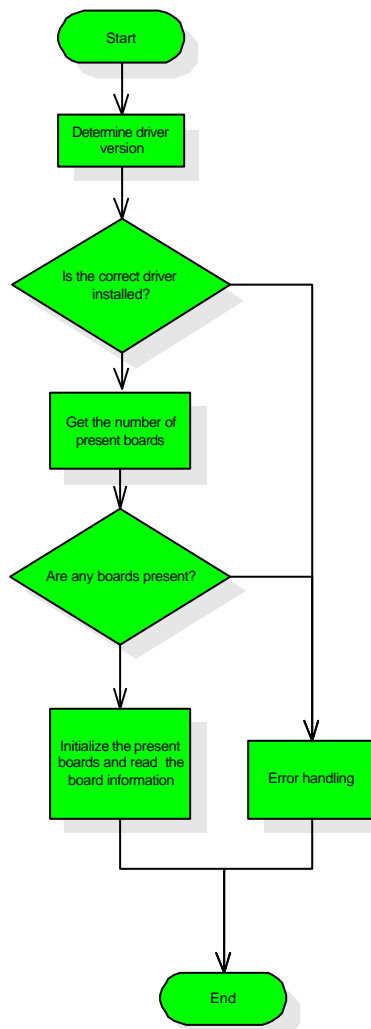 Start
Determine driver
version
Is the correct driver
installed?
Get the number of
present boards
Are any boards present?
Initialize the present
boards and read the
board information
Error handling
End